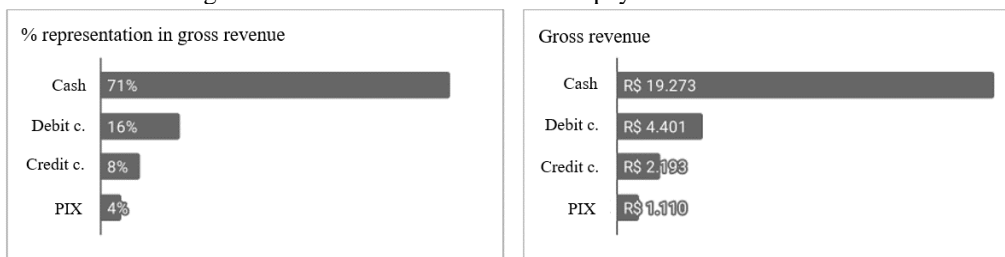 % representation in gross revenue
Cash 71%
Debit c. 16%
Credit c. 8%
PIX 4%
Gross revenue
Cash R$ 19.273
Debit c. R$ 4.401
Credit c. R$ 2.193
PIX R$ 1.110